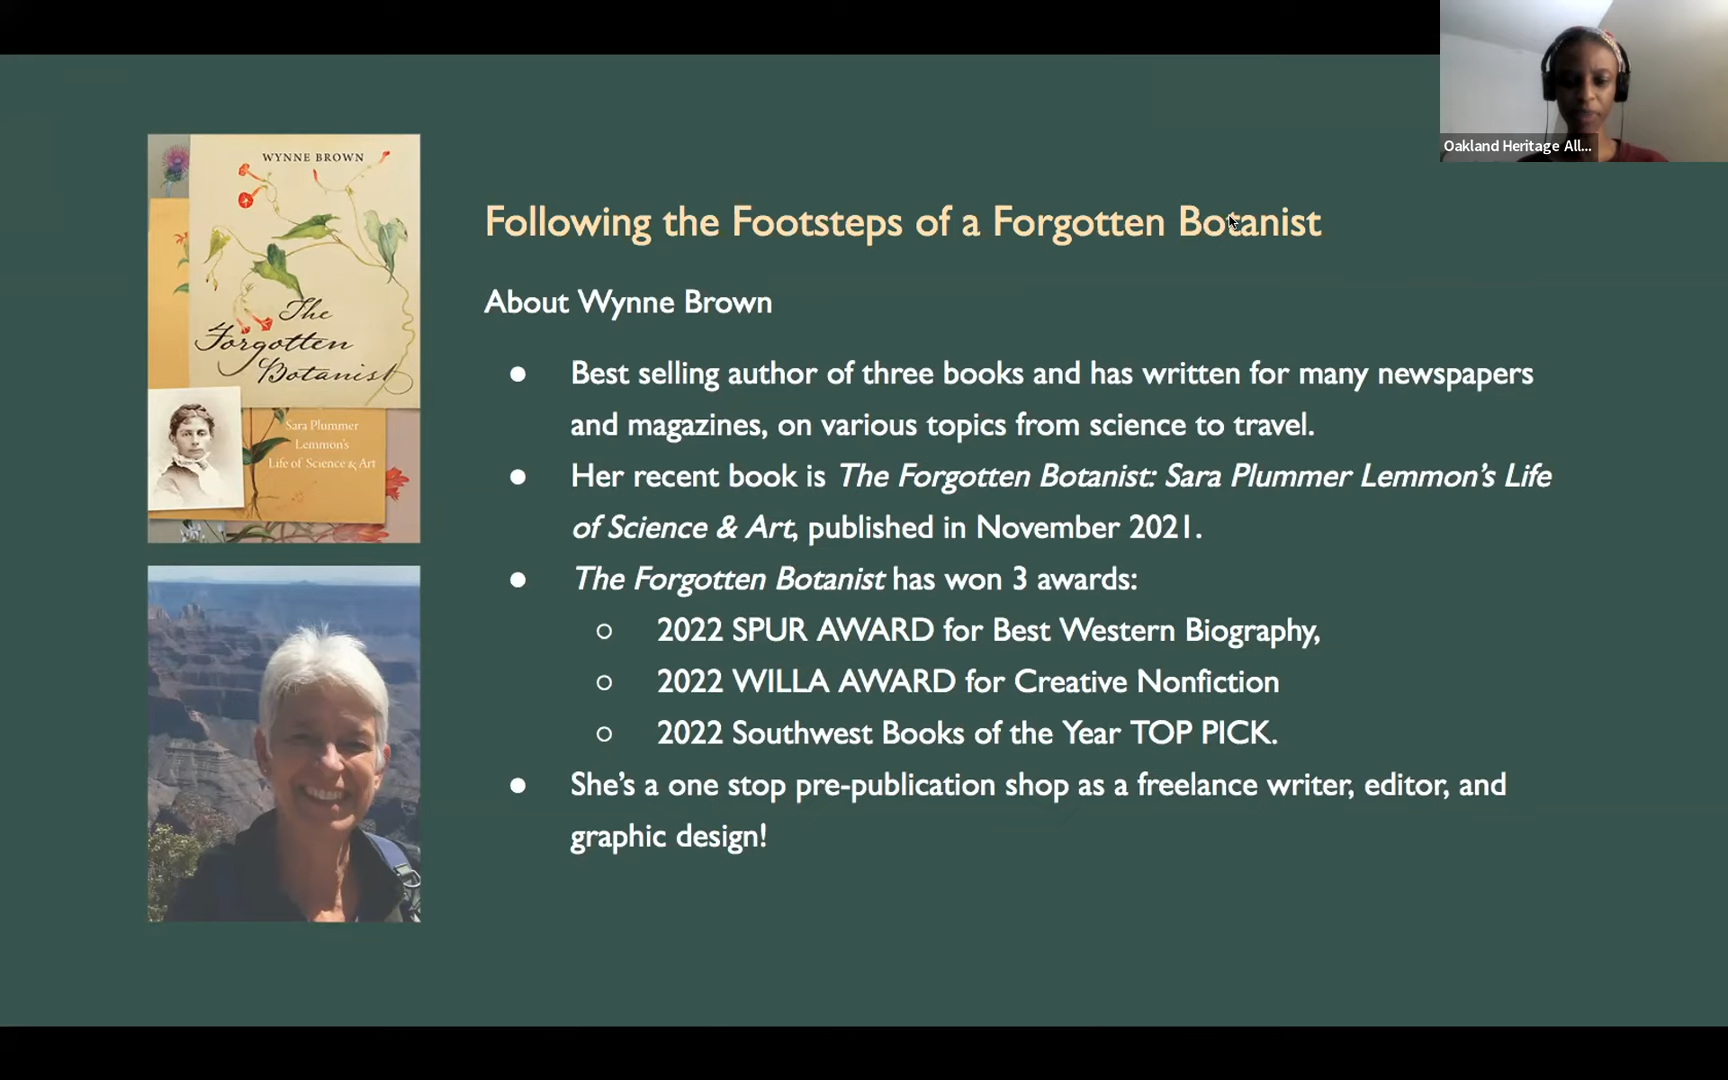 Oakland Heritage All...
WYNNE BROWN
The
Forgotten
Botanist
Sara Plummer
Lemmon's
Life of Science & Art
Following the Footsteps of a Forgotten Botanist
About Wynne Brown
● Best selling author of three books and has written for many newspapers
and magazines, on various topics from science to travel.
● Her recent book is The Forgotten Botanist: Sara Plummer Lemmon’s Life
of Science & Art, published in November 2021.
● The Forgotten Botanist has won 3 awards:
○ 2022 SPUR AWARD for Best Western Biography,
○ 2022 WILLA AWARD for Creative Nonfiction
○ 2022 Southwest Books of the Year TOP PICK.
● She’s a one stop pre-publication shop as a freelance writer, editor, and
graphic design!